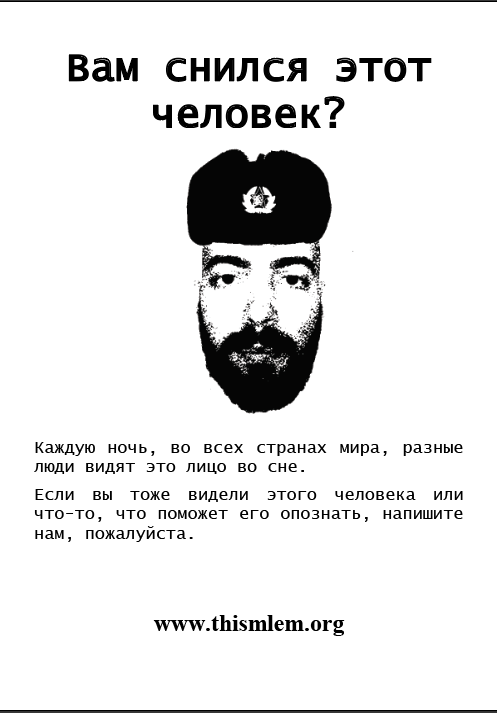 Вам снился этот
человек?
Каждую ночь, во всех странах мира, разные
люди видят это лицо во сне.
Если вы тоже видели этого человека или
что-то, что поможет его опознать, напишите
нам, пожалуйста.
www.thismlem.org